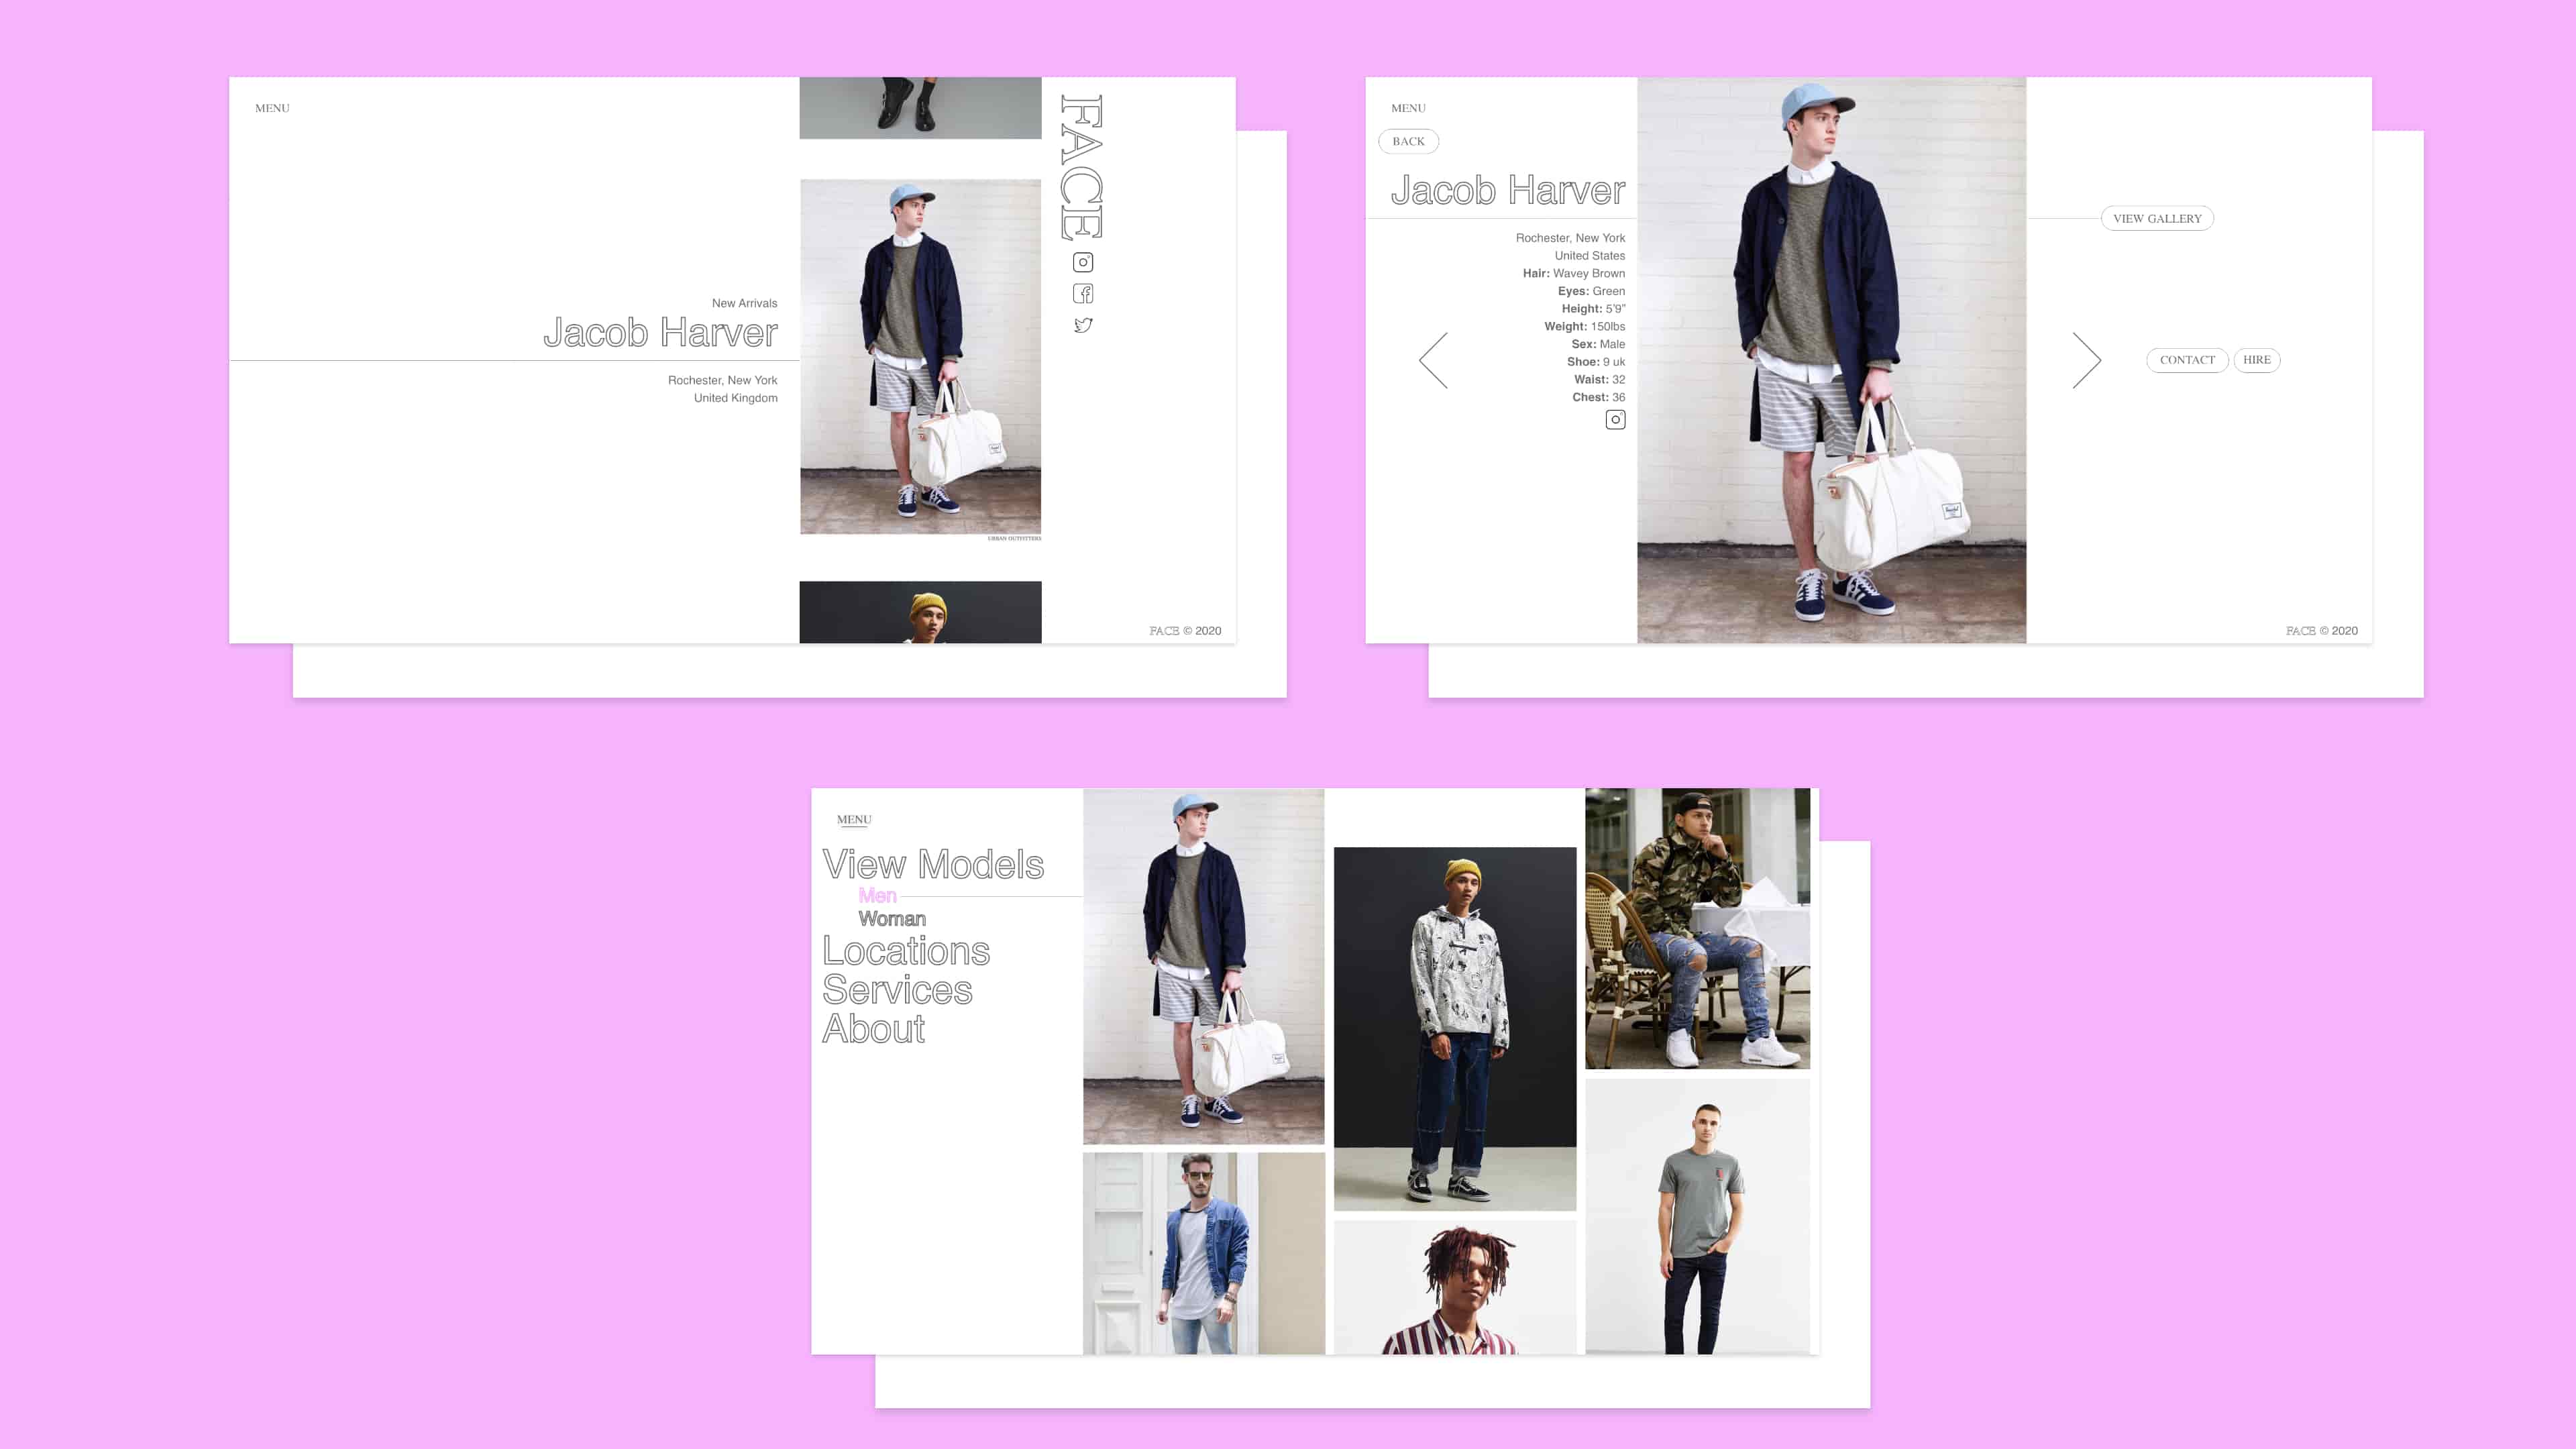 MENU
New Arrivals
Jacob Harver
Rochester, New York
United Kingdom
URBAN OUTFITTERS
FACE
FACE © 2020
MENU
BACK
Jacob Harver
Rochester, New York
United States
Hair: Wavey Brown
Eyes: Green
Height: 5'9"
Weight: 150lbs
Sex: Male
Shoe: 9 uk
Waist: 32
Chest: 36
VIEW GALLERY
CONTACT HIRE
FACE © 2020
MENU
View Models
Men
Woman
Locations
Services
About